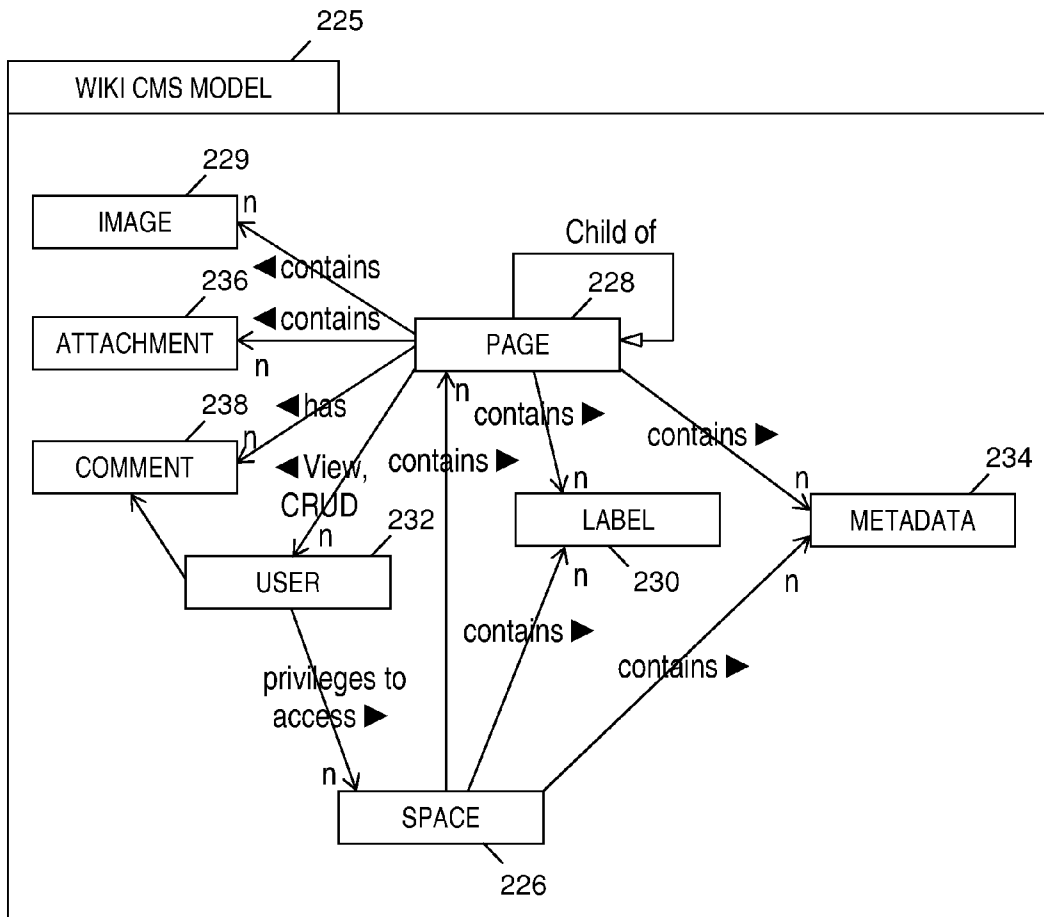 225
WIKI CMS MODEL
229
n
IMAGE
Child of
◄ contains
236
228
◄ contains
ATTACHMENT
PAGE
n
n
238
◄ has
contains ►
n
contains ►
COMMENT
◄ View,
contains ►
234
CRUD
n
n
232
n
LABEL
METADATA
USER
n
230
n
contains ►
privileges to
contains ►
access ►
n
SPACE
226